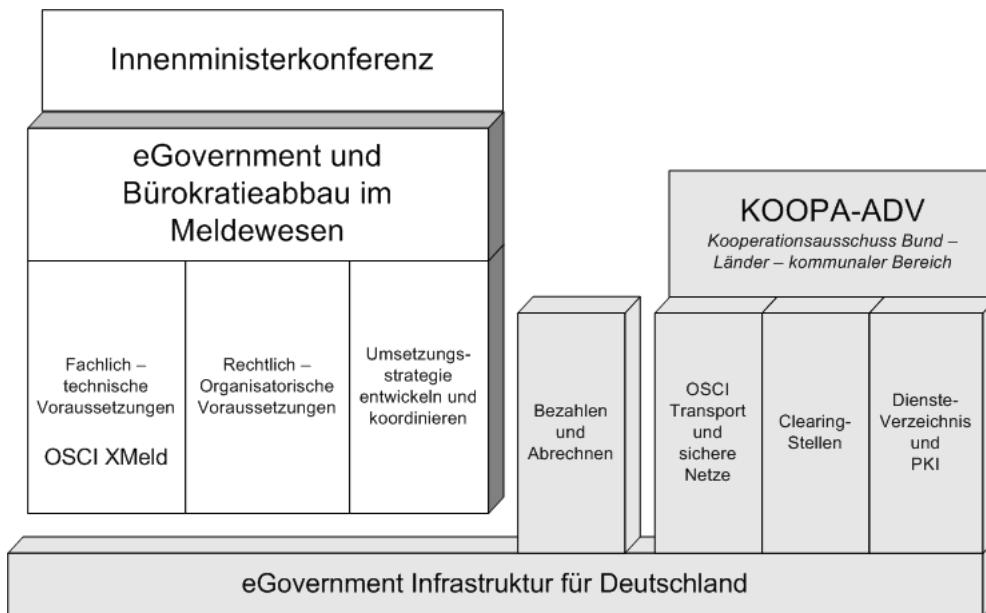 Innenministerkonferenz
eGovernment und
Bürokratieabbau im
Meldewesen
Fachlich –
technische
Voraussetzungen
OSCI XMeld
Rechtlich –
Organisatorische
Voraussetzungen
Umsetzungs-
strategie
entwickeln und
koordinieren
Bezahlen
und
Abrechnen
KOOPA-ADV
Kooperationsausschuss Bund –
Länder – kommunaler Bereich
OSCI
Transport
und
sichere
Netze
Clearing-
Stellen
Dienste-
Verzeichnis
und
PKI
eGovernment Infrastruktur für Deutschland